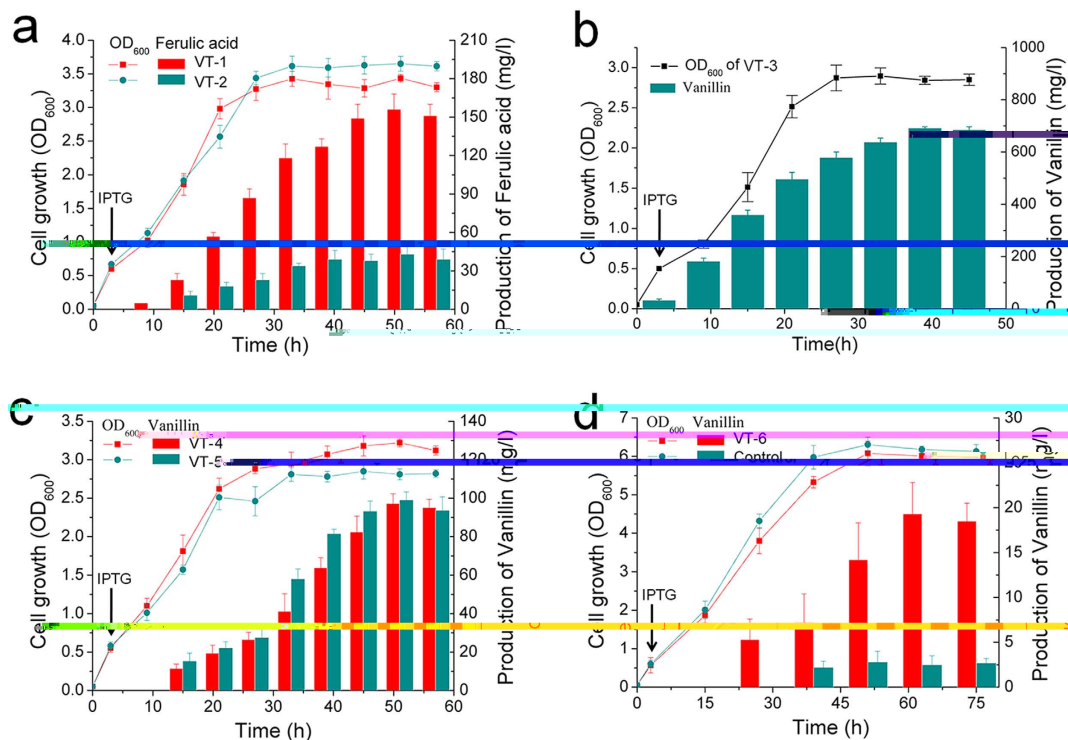 a
OD600 Ferulic acid
VT-1
VT-2
IPTG
Cell growth (OD600)
4.0
3.5
3.0
2.5
2.0
1.5
0.5
0.0
210
180
150
120
90
60
30
0
Production of Ferulic acid (mg/l)
0 10 20 30 40 50 60
Time (h)
b
OD600 of VT-3
Vanillin
IPTG
Cell growth (OD600)
3.0
2.5
2.0
1.5
1.0
0.5
0.0
1000
800
600
400
200
Production of Vanillin (mg/l)
0 10 20 30 40 50
Time(h)
c
OD600 Vanillin
VT-4
VT-5
IPTG
Cell growth (OD600)
3.5
3.0
2.5
2.0
1.5
1.0
0.5
0.0
140
100
80
60
40
20
0
Production of Vanillin (mg/l)
0 10 20 30 40 50 60
Time (h)
d
OD600 Vanillin
VT-6
Control
IPTG
Cell growth (OD600)
7
6
5
4
3
2
1
0
30
25
20
15
10
5
0
Production of Vanillin (mg/l)
0 15 30 45 60 75
Time (h)